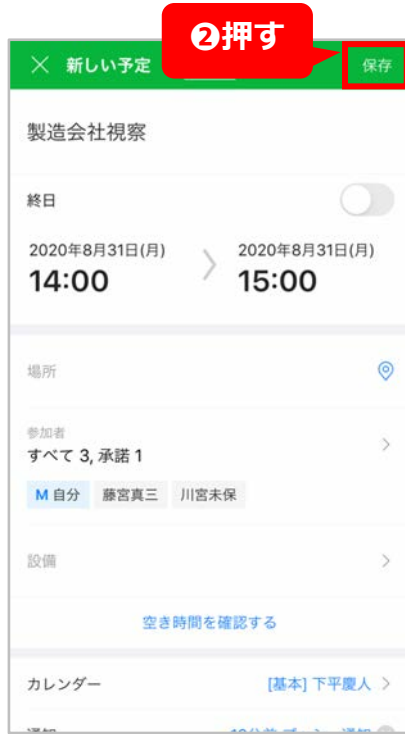 ❷押す
新しい予定
保存
製造会社視察
終日
2020年8月31日(月)
14:00
2020年8月31日(月)
15:00
場所
参加者
すべて 3, 承諾 1
M 自分 藤宮真三 川宮未保
設備
空き時間を確認する
カレンダー [基本] 下平慶人